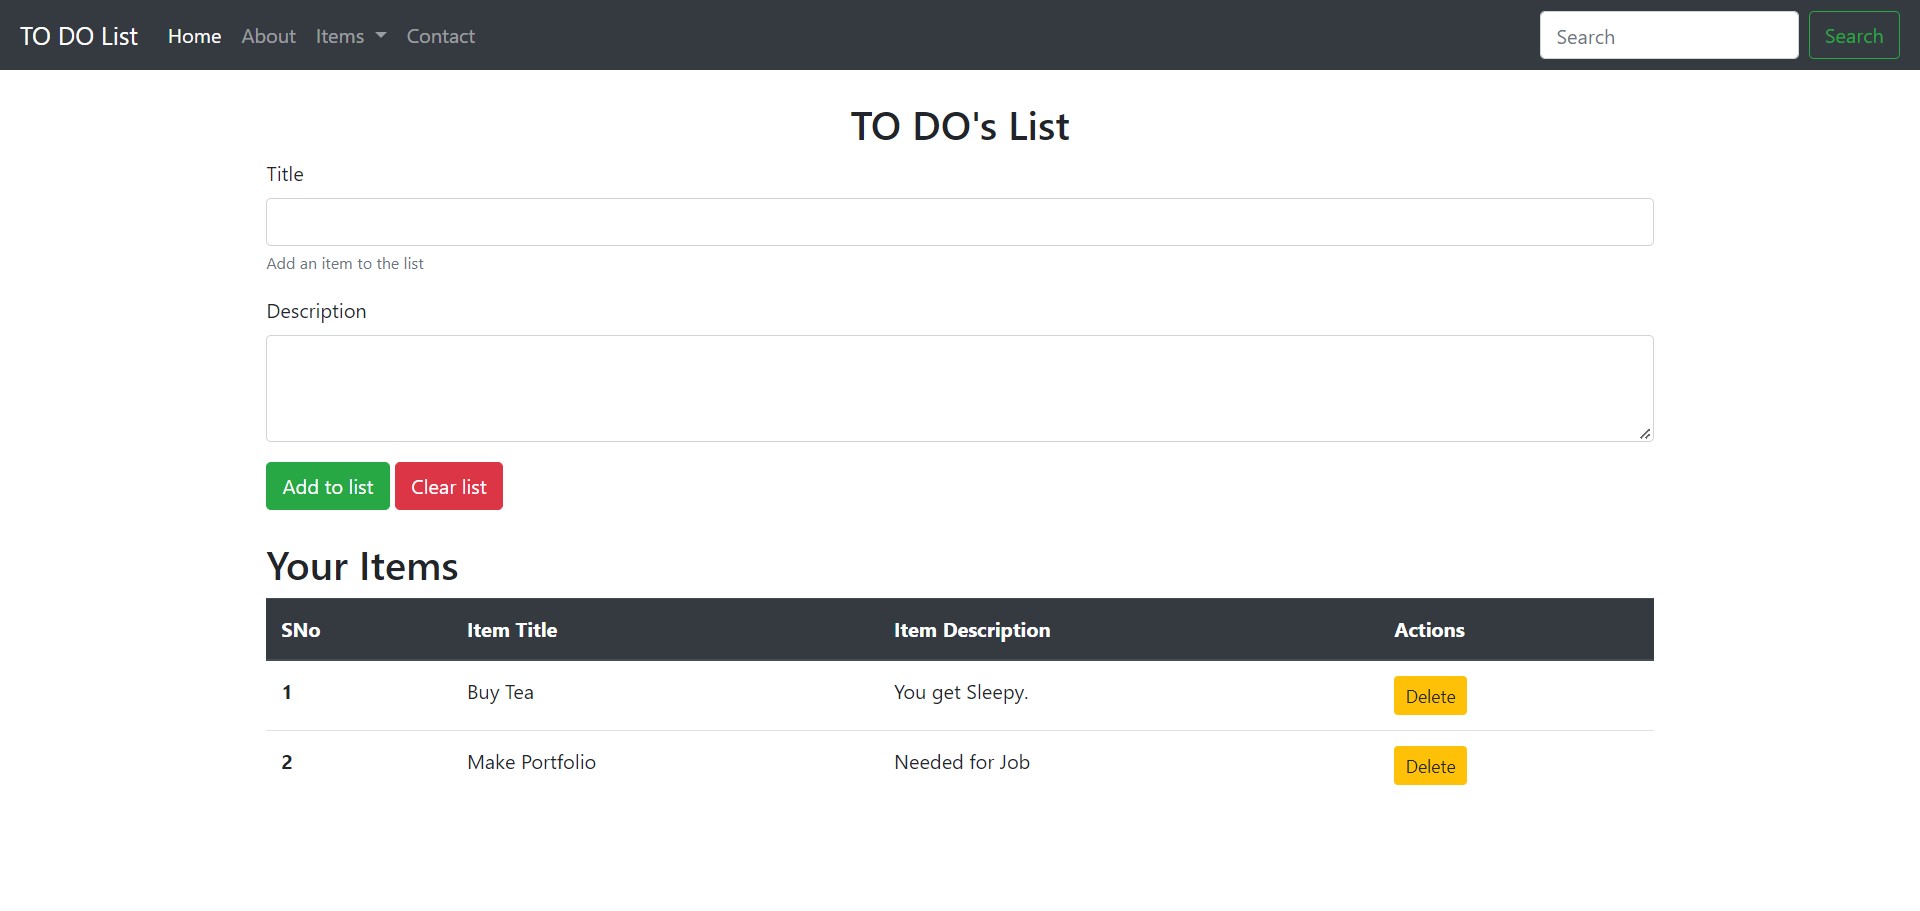 TO DO List Home About Items Contact Search Search
TO DO's List
Title
Add an item to the list
Description
Add to list Clear list
Your Items
SNo Item Title Item Description Actions
1 Buy Tea You get Sleepy. Delete
2 Make Portfolio Needed for Job Delete